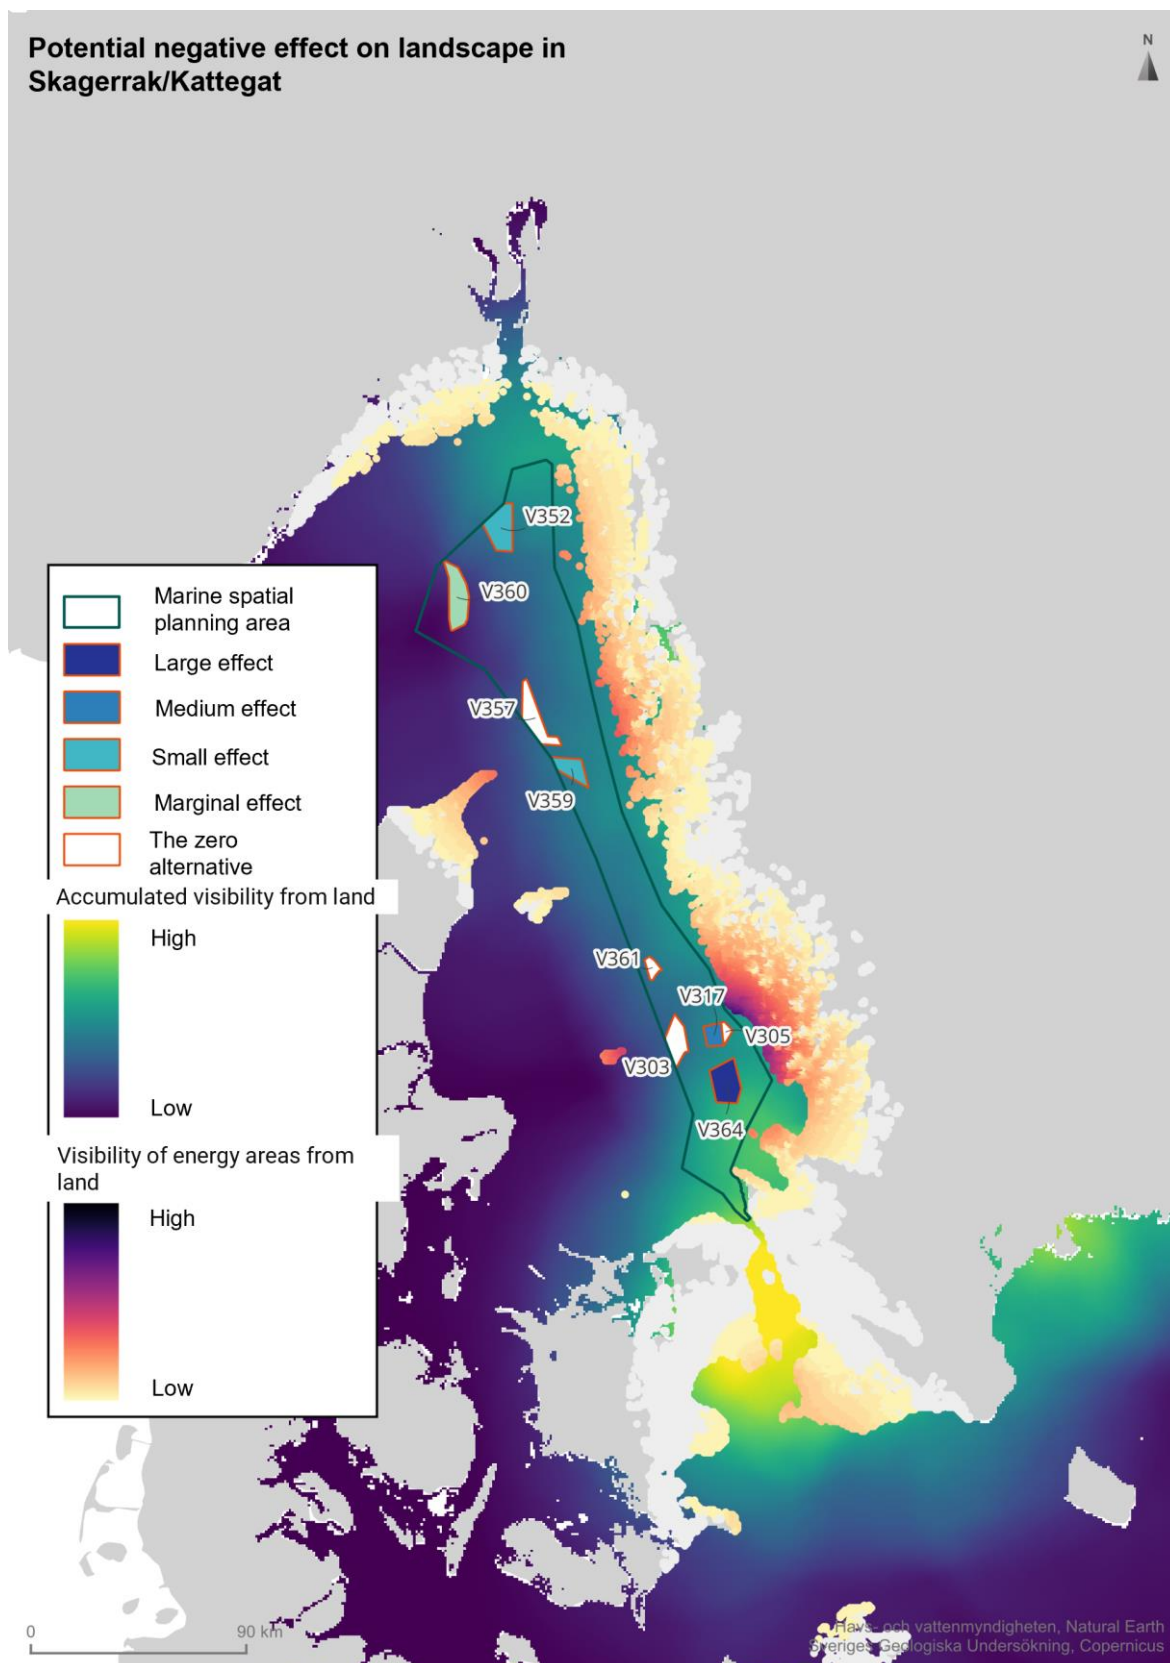 Potential negative effect on landscape in
Skagerrak/Kattegat
N
V352
V360
V357
V359
V361
V317
V305
V303
V364
Marine spatial
planning area
Large effect
Medium effect
Small effect
Marginal effect
The zero
alternative
Accumulated visibility from land
High
Low
Visibility of energy areas from
land
High
Low
0 90 km
Havs- och vattenmyndigheten, Natural Earth
Sveriges Geologiska Undersökning, Copernicus